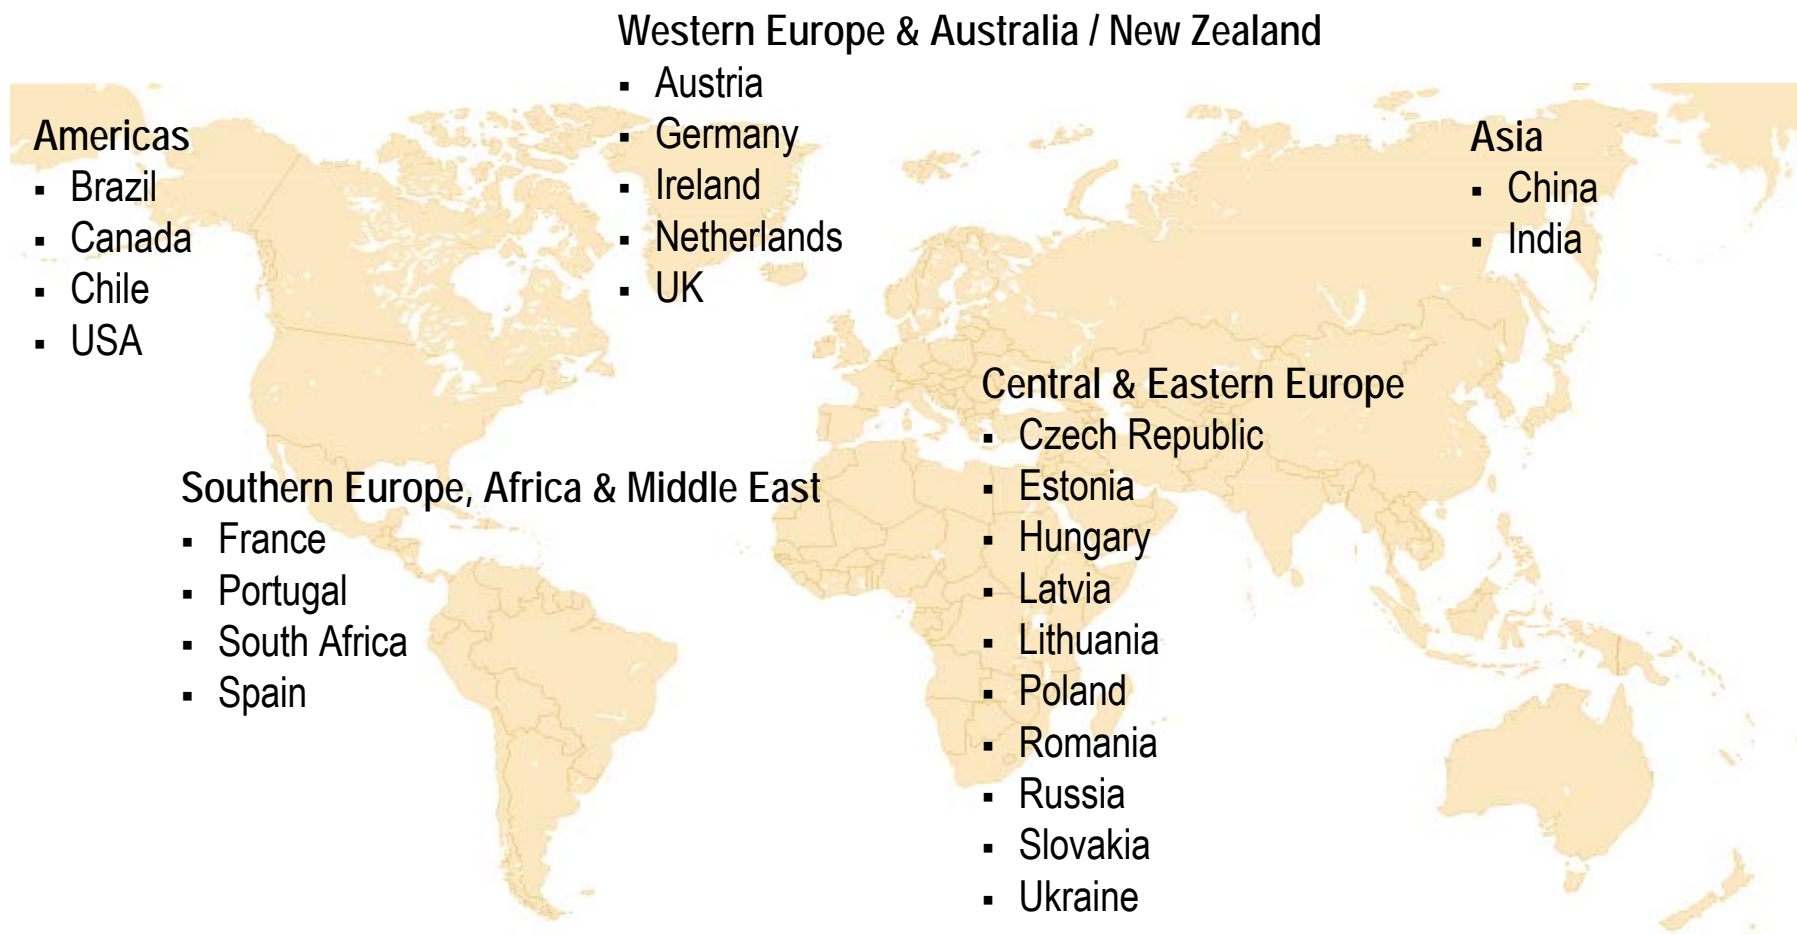 Western Europe & Australia / New Zealand
▪ Austria
▪ Germany
▪ Ireland
▪ Netherlands
▪ UK
Americas
▪ Brazil
▪ Canada
▪ Chile
▪ USA
Asia
▪ China
▪ India
Central & Eastern Europe
▪ Czech Republic
▪ Estonia
▪ Hungary
▪ Latvia
▪ Lithuania
▪ Poland
▪ Romania
▪ Russia
▪ Slovakia
▪ Ukraine
Southern Europe, Africa & Middle East
▪ France
▪ Portugal
▪ South Africa
▪ Spain